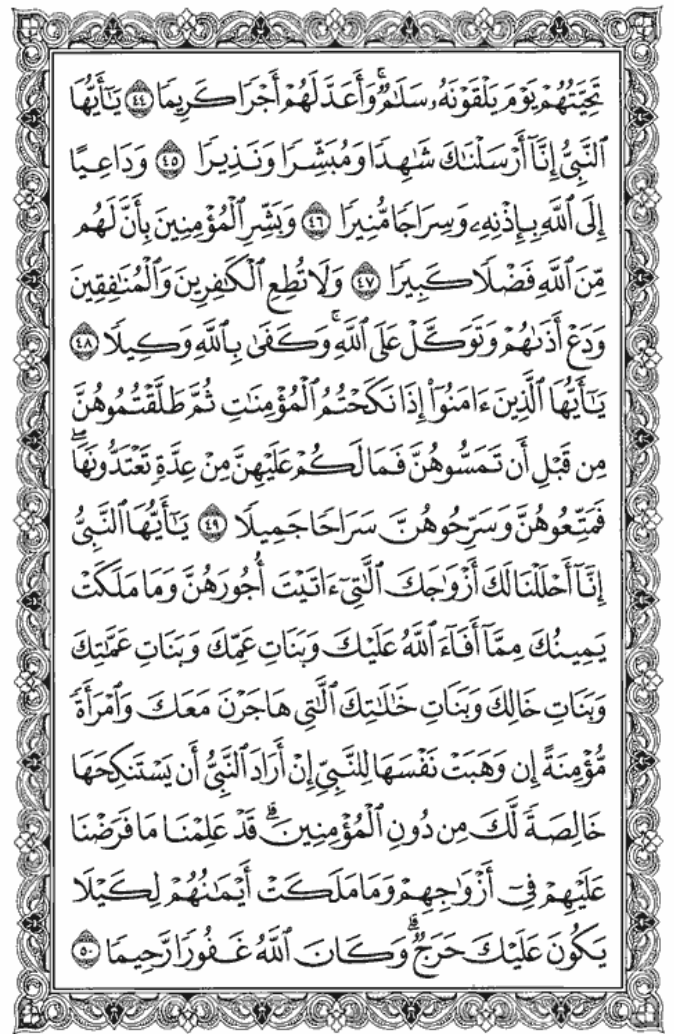 تَحِيَّتُهُمْ يَوْمَ يَلْقَوْنَهُۥ سَلَٰمٌۚ وَأَعَدَّ لَهُمْ أَجْرًا كَرِيمًا ٤٤ يَٰٓأَيُّهَا
ٱلنَّبِىُّ إِنَّآ أَرْسَلْنَٰكَ شَٰهِدًا وَمُبَشِّرًا وَنَذِيرًا ٤٥ وَدَاعِيًا
إِلَى ٱللَّهِ بِإِذْنِهِۦ وَسِرَاجًا مُّنِيرًا ٤٦ وَبَشِّرِ ٱلْمُؤْمِنِينَ بِأَنَّ لَهُم
مِّنَ ٱللَّهِ فَضْلًا كَبِيرًا ٤٧ وَلَا تُطِعِ ٱلْكَٰفِرِينَ وَٱلْمُنَٰفِقِينَ
وَدَعْ أَذَىٰهُمْ وَتَوَكَّلْ عَلَى ٱللَّهِۚ وَكَفَىٰ بِٱللَّهِ وَكِيلًا ٤٨
يَٰٓأَيُّهَا ٱلَّذِينَ ءَامَنُوٓا۟ إِذَا نَكَحْتُمُ ٱلْمُؤْمِنَٰتِ ثُمَّ طَلَّقْتُمُوهُنَّ
مِن قَبْلِ أَن تَمَسُّوهُنَّ فَمَا لَكُمْ عَلَيْهِنَّ مِنْ عِدَّةٍ تَعْتَدُّونَهَاۖ
فَمَتِّعُوهُنَّ وَسَرِّحُوهُنَّ سَرَاحًا جَمِيلًا ٤٩ يَٰٓأَيُّهَا ٱلنَّبِىُّ
إِنَّآ أَحْلَلْنَا لَكَ أَزْوَٰجَكَ ٱلَّٰتِىٓ ءَاتَيْتَ أُجُورَهُنَّ وَمَا مَلَكَتْ
يَمِينُكَ مِمَّآ أَفَآءَ ٱللَّهُ عَلَيْكَ وَبَنَاتِ عَمِّكَ وَبَنَاتِ عَمَّٰتِكَ
وَبَنَاتِ خَالِكَ وَبَنَاتِ خَٰلَٰتِكَ ٱلَّٰتِى هَاجَرْنَ مَعَكَ وَٱمْرَأَةً
مُّؤْمِنَةً إِن وَهَبَتْ نَفْسَهَا لِلنَّبِىِّ إِنْ أَرَادَ ٱلنَّبِىُّ أَن يَسْتَنكِحَهَا
خَالِصَةً لَّكَ مِن دُونِ ٱلْمُؤْمِنِينَۗ قَدْ عَلِمْنَا مَا فَرَضْنَا
عَلَيْهِمْ فِىٓ أَزْوَٰجِهِمْ وَمَا مَلَكَتْ أَيْمَٰنُهُمْ لِكَيْلَا
يَكُونَ عَلَيْكَ حَرَجٌۗ وَكَانَ ٱللَّهُ غَفُورًا رَّحِيمًا ٥٠